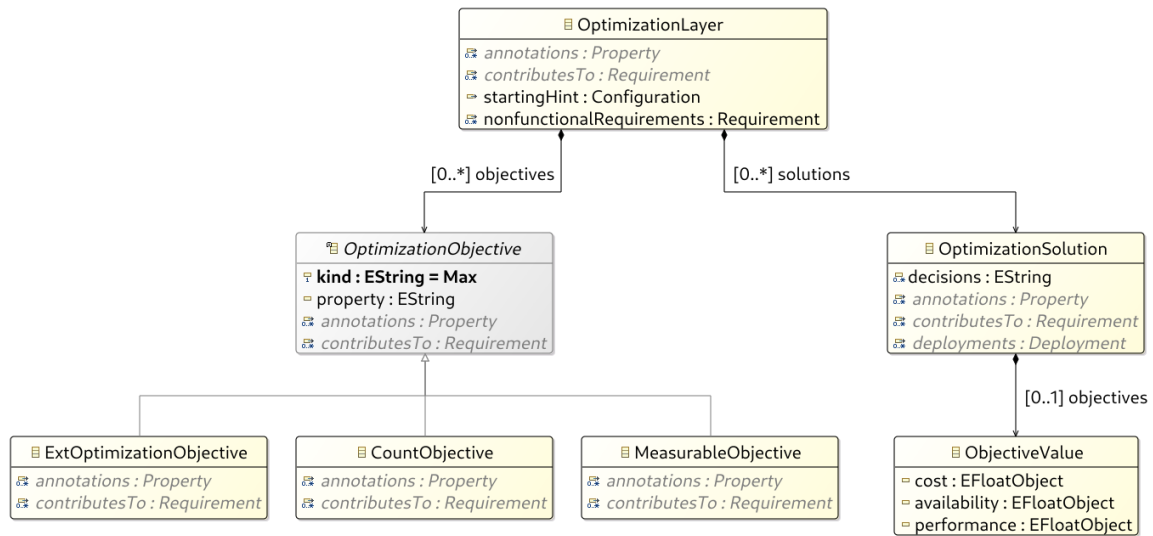 OptimizationLayer
annotations : Property
contributesTo : Requirement
startingHint : Configuration
nonfunctionalRequirements : Requirement
[0..*] objectives
[0..*] solutions
OptimizationObjective
kind : EString = Max
property : EString
annotations : Property
contributesTo : Requirement
OptimizationSolution
decisions : EString
annotations : Property
contributesTo : Requirement
deployments : Deployment
[0..1] objectives
ExtOptimizationObjective
annotations : Property
contributesTo : Requirement
CountObjective
annotations : Property
contributesTo : Requirement
MeasurableObjective
annotations : Property
contributesTo : Requirement
ObjectiveValue
cost : EFloatObject
availability : EFloatObject
performance : EFloatObject